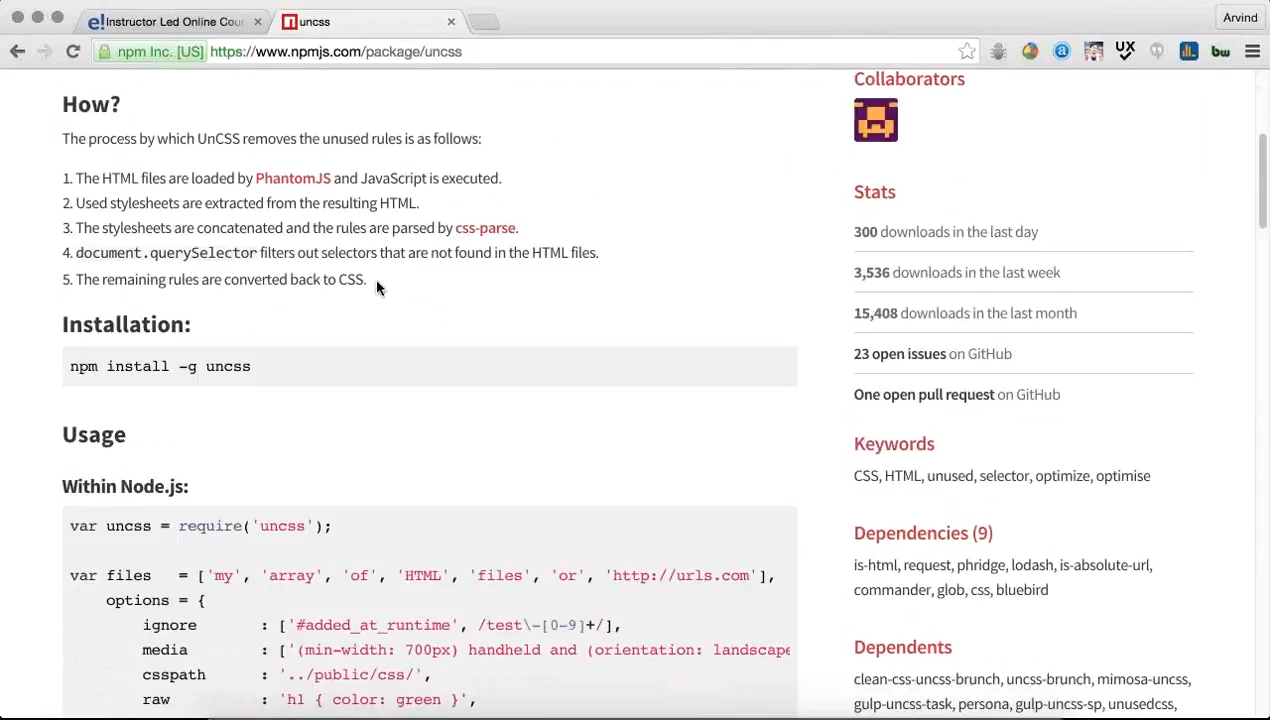 Instructor Led Online Cou
uncss
Arvind
npm Inc. [US] https://www.npmjs.com/package/uncss
UX
bw
How?
The process by which UnCSS removes the unused rules is as follows:
1. The HTML files are loaded by PhantomJS and JavaScript is executed.
2. Used stylesheets are extracted from the resulting HTML.
3. The stylesheets are concatenated and the rules are parsed by css-parse.
4. document.querySelector filters out selectors that are not found in the HTML files.
5. The remaining rules are converted back to CSS.
Installation:
npm install -g uncss
Usage
Within Node.js:
var uncss = require('uncss');
var files = ['my', 'array', 'of', 'HTML', 'files', 'or', 'http://urls.com'],
options = {
ignore : ['#added_at_runtime', /test\-[0-9]+/],
media : ['(min-width: 700px) handheld and (orientation: landscape
csspath : '../public/css/',
raw : 'h1 { color: green }',
Collaborators
Stats
300 downloads in the last day
3,536 downloads in the last week
15,408 downloads in the last month
23 open issues on GitHub
One open pull request on GitHub
Keywords
CSS, HTML, unused, selector, optimize, optimise
Dependencies (9)
is-html, request, phridge, lodash, is-absolute-url,
commander, glob, css, bluebird
Dependents
clean-css-uncss-brunch, uncss-brunch, mimosa-uncss,
gulp-uncss-task, persona, gulp-uncss-sp, unusedcss,